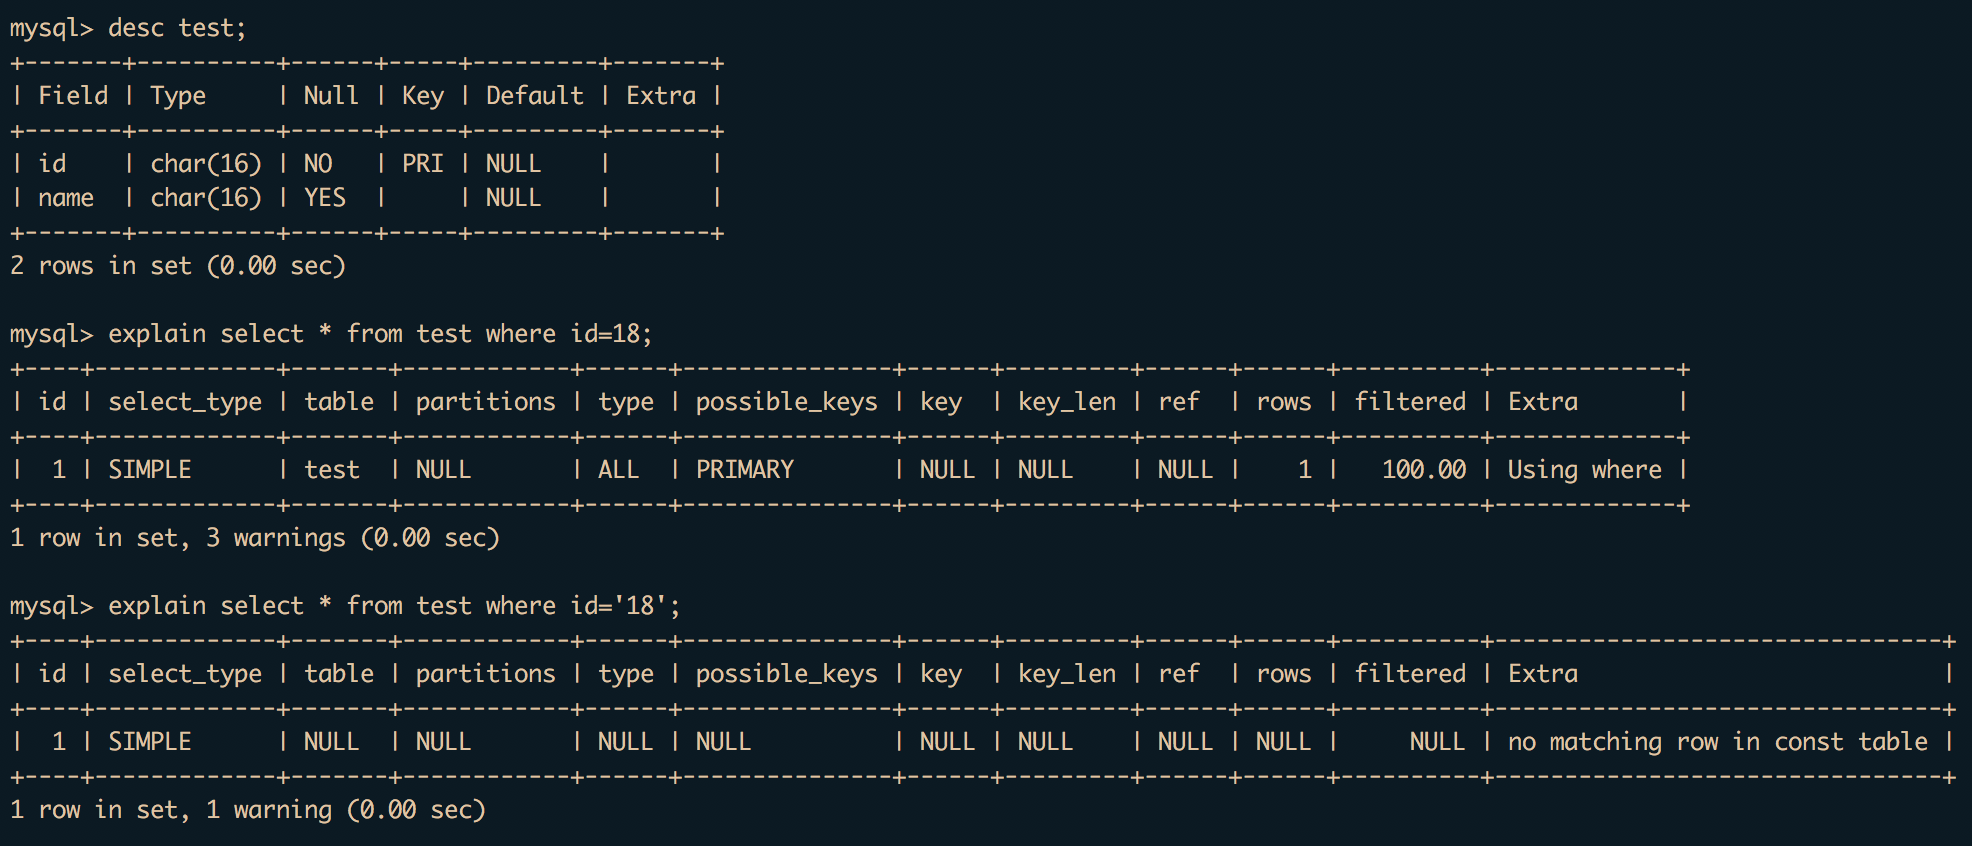 mysql> desc test;
+-------+----------+------+-----+---------+-------+
| Field | Type     | Null | Key | Default | Extra |
+-------+----------+------+-----+---------+-------+
| id    | char(16) | NO   | PRI | NULL    |       |
| name  | char(16) | YES  |     | NULL    |       |
+-------+----------+------+-----+---------+-------+
2 rows in set (0.00 sec)

mysql> explain select * from test where id=18;
+----+-------------+-------+------------+------+---------------+------+---------+------+------+----------+-------------+
| id | select_type | table | partitions | type | possible_keys | key  | key_len | ref  | rows | filtered | Extra       |
+----+-------------+-------+------------+------+---------------+------+---------+------+------+----------+-------------+
|  1 | SIMPLE      | test  | NULL       | ALL  | PRIMARY       | NULL | NULL    | NULL |    1 |   100.00 | Using where |
+----+-------------+-------+------------+------+---------------+------+---------+------+------+----------+-------------+
1 row in set, 3 warnings (0.00 sec)

mysql> explain select * from test where id='18';
+----+-------------+-------+------------+------+---------------+------+---------+------+------+----------+--------------------------------+
| id | select_type | table | partitions | type | possible_keys | key  | key_len | ref  | rows | filtered | Extra                          |
+----+-------------+-------+------------+------+---------------+------+---------+------+------+----------+--------------------------------+
|  1 | SIMPLE      | NULL  | NULL       | NULL | NULL          | NULL | NULL    | NULL | NULL |     NULL | no matching row in const table |
+----+-------------+-------+------------+------+---------------+------+---------+------+------+----------+--------------------------------+
1 row in set, 1 warning (0.00 sec)